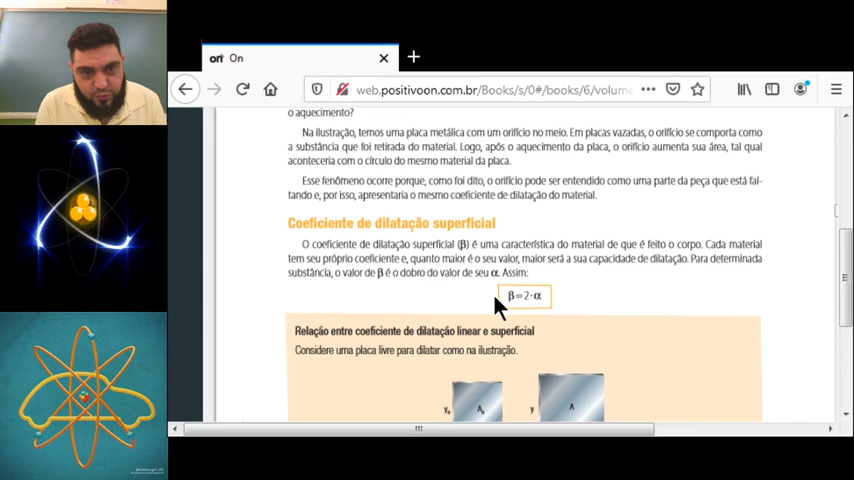 On
web.positivoon.com.br/Books/s/0#/books/6/volume
o aquecimento?
Na ilustração, temos uma placa metálica com um orifício no meio. Em placas vazadas, o orifício se comporta como
a substância que foi retirada do material. Logo, após o aquecimento da placa, o orifício aumenta sua área, tal qual
aconteceria com o círculo do mesmo material da placa.
Esse fenômeno ocorre porque, como foi dito, o orifício pode ser entendido como uma parte da peça que está fal-
tando e, por isso, apresentaria o mesmo coeficiente de dilatação do material.
Coeficiente de dilatação superficial
O coeficiente de dilatação superficial (β) é uma característica do material de que é feito o corpo. Cada material
tem seu próprio coeficiente e, quanto maior é o seu valor, maior será a sua capacidade de dilatação. Para determinada
substância, o valor de β é o dobro do valor de seu α. Assim:
β=2·α
Relação entre coeficiente de dilatação linear e superficial
Considere uma placa livre para dilatar como na ilustração.
y₀ A₀ y A